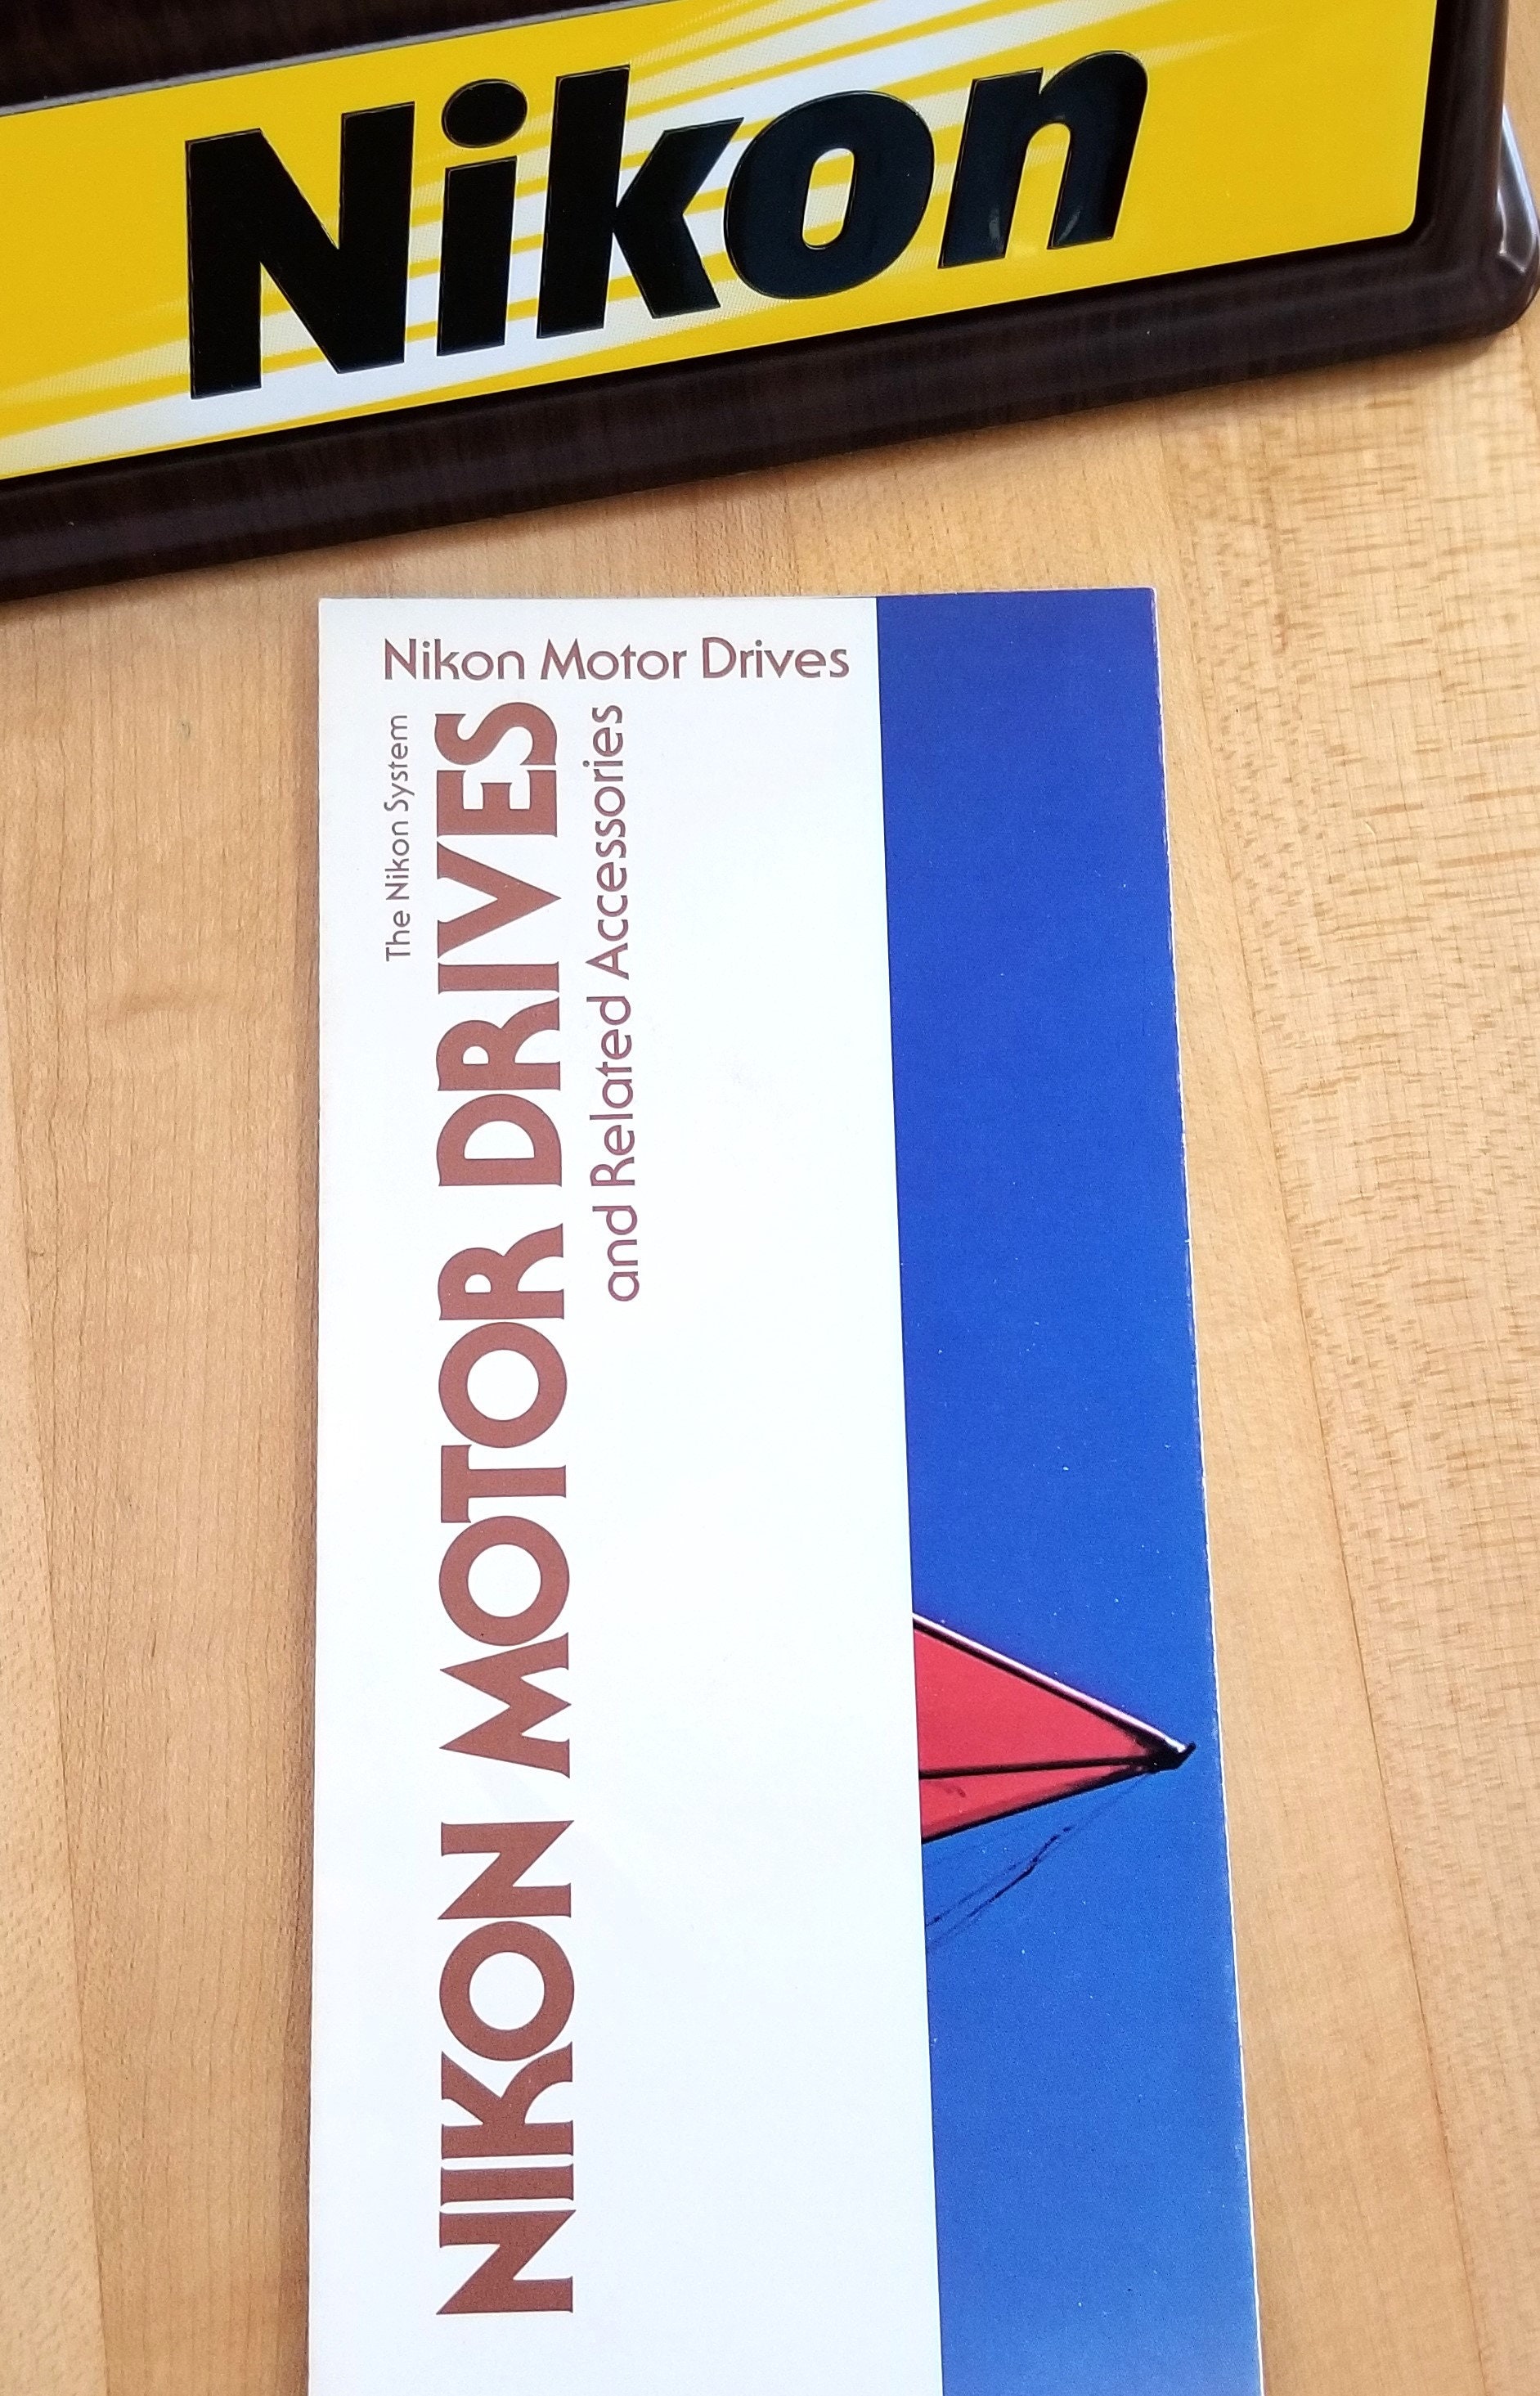 Nikon
Nikon Motor Drives
The Nikon System
NIKON MOTOR DRIVES
and Related Accessories